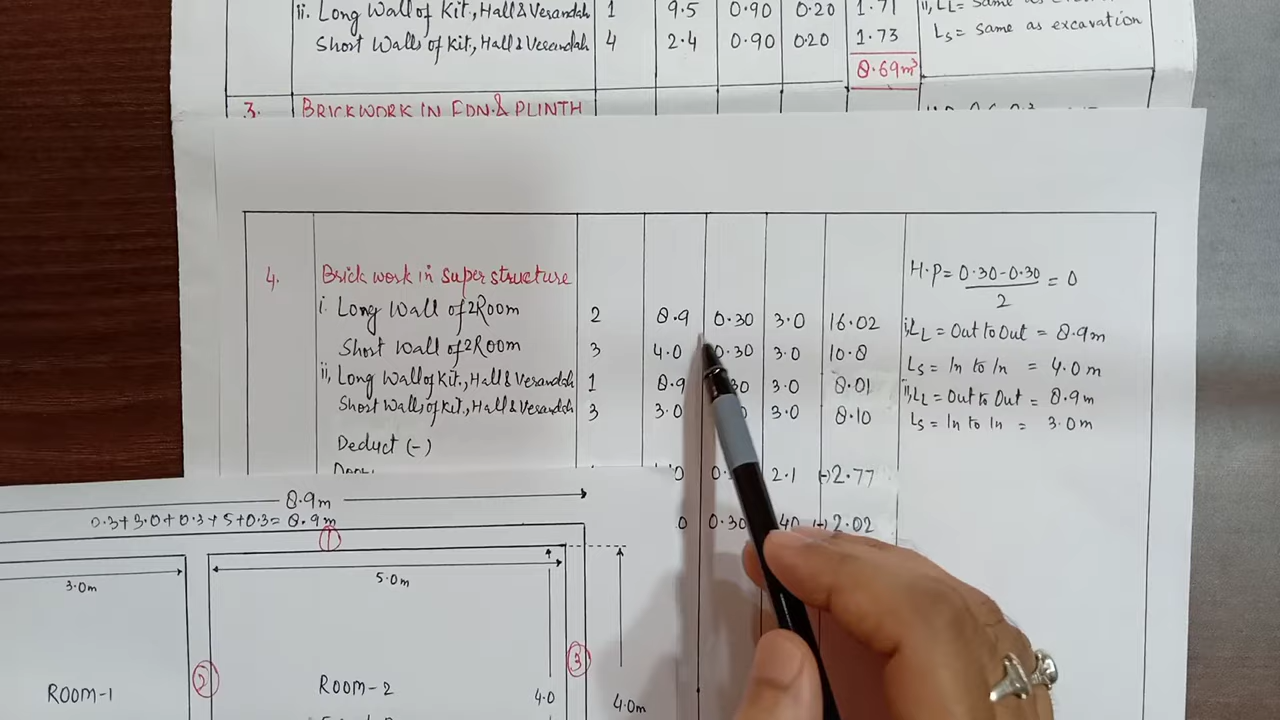 ii. Long Wall of Kit., Hall & Verandah 1 9.5 0.90 0.20 1.71
Short Walls of Kit, Hall & Verandah 4 2.4 0.90 0.20 1.73 Ls = same as excavation
8.69m³
3. BRICKWORK IN FDN. & PLINTH
4. Brick work in super structure H.P = 0.30-0.30/2 = 0
i. Long Wall of 2Room 2 8.9 0.30 3.0 16.02 i, LL = Out to Out = 8.9m
Short Wall of 2Room 3 4.0 0.30 3.0 10.8 Ls = In to In = 4.0m
ii, Long Wall of Kit., Hall & Verandah 1 8.9 30 3.0 8.01 ii, LL = Out to Out = 8.9m
Short Walls of Kit., Hall & Verandah 3 3.0 3.0 8.10 Ls = In to In = 3.0m
Deduct (-)
2.1 (-)2.77
0.30 (-)2.02
8.9m
0.3+3.0+0.3+5+0.3= 8.9m
1
3.0m 5.0m
2 3
ROOM-1 ROOM-2 4.0 4.0m